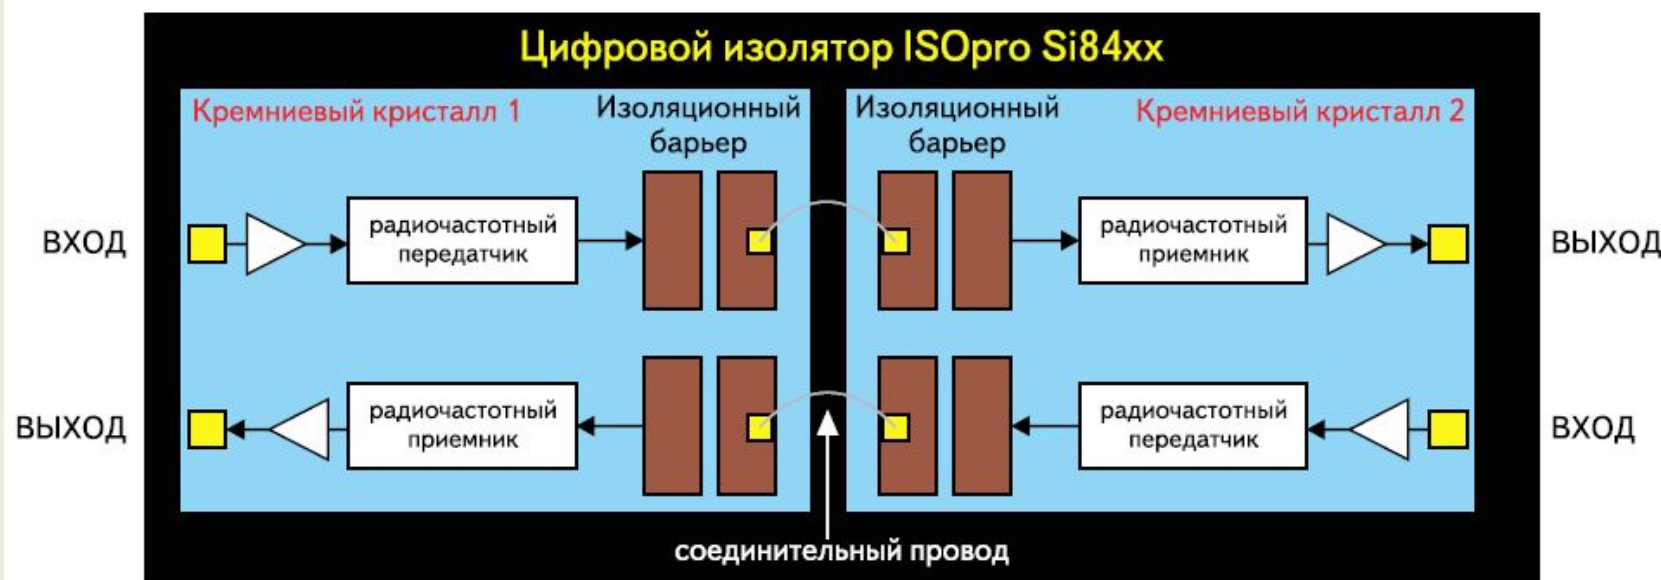 Цифровой изолятор ISOpro Si84xx
Кремниевый кристалл 1
Изоляционный
барьер
Изоляционный
барьер
Кремниевый кристалл 2
ВХОД
радиочастотный
передатчик
радиочастотный
приемник
ВЫХОД
ВЫХОД
радиочастотный
приемник
радиочастотный
передатчик
ВХОД
соединительный провод